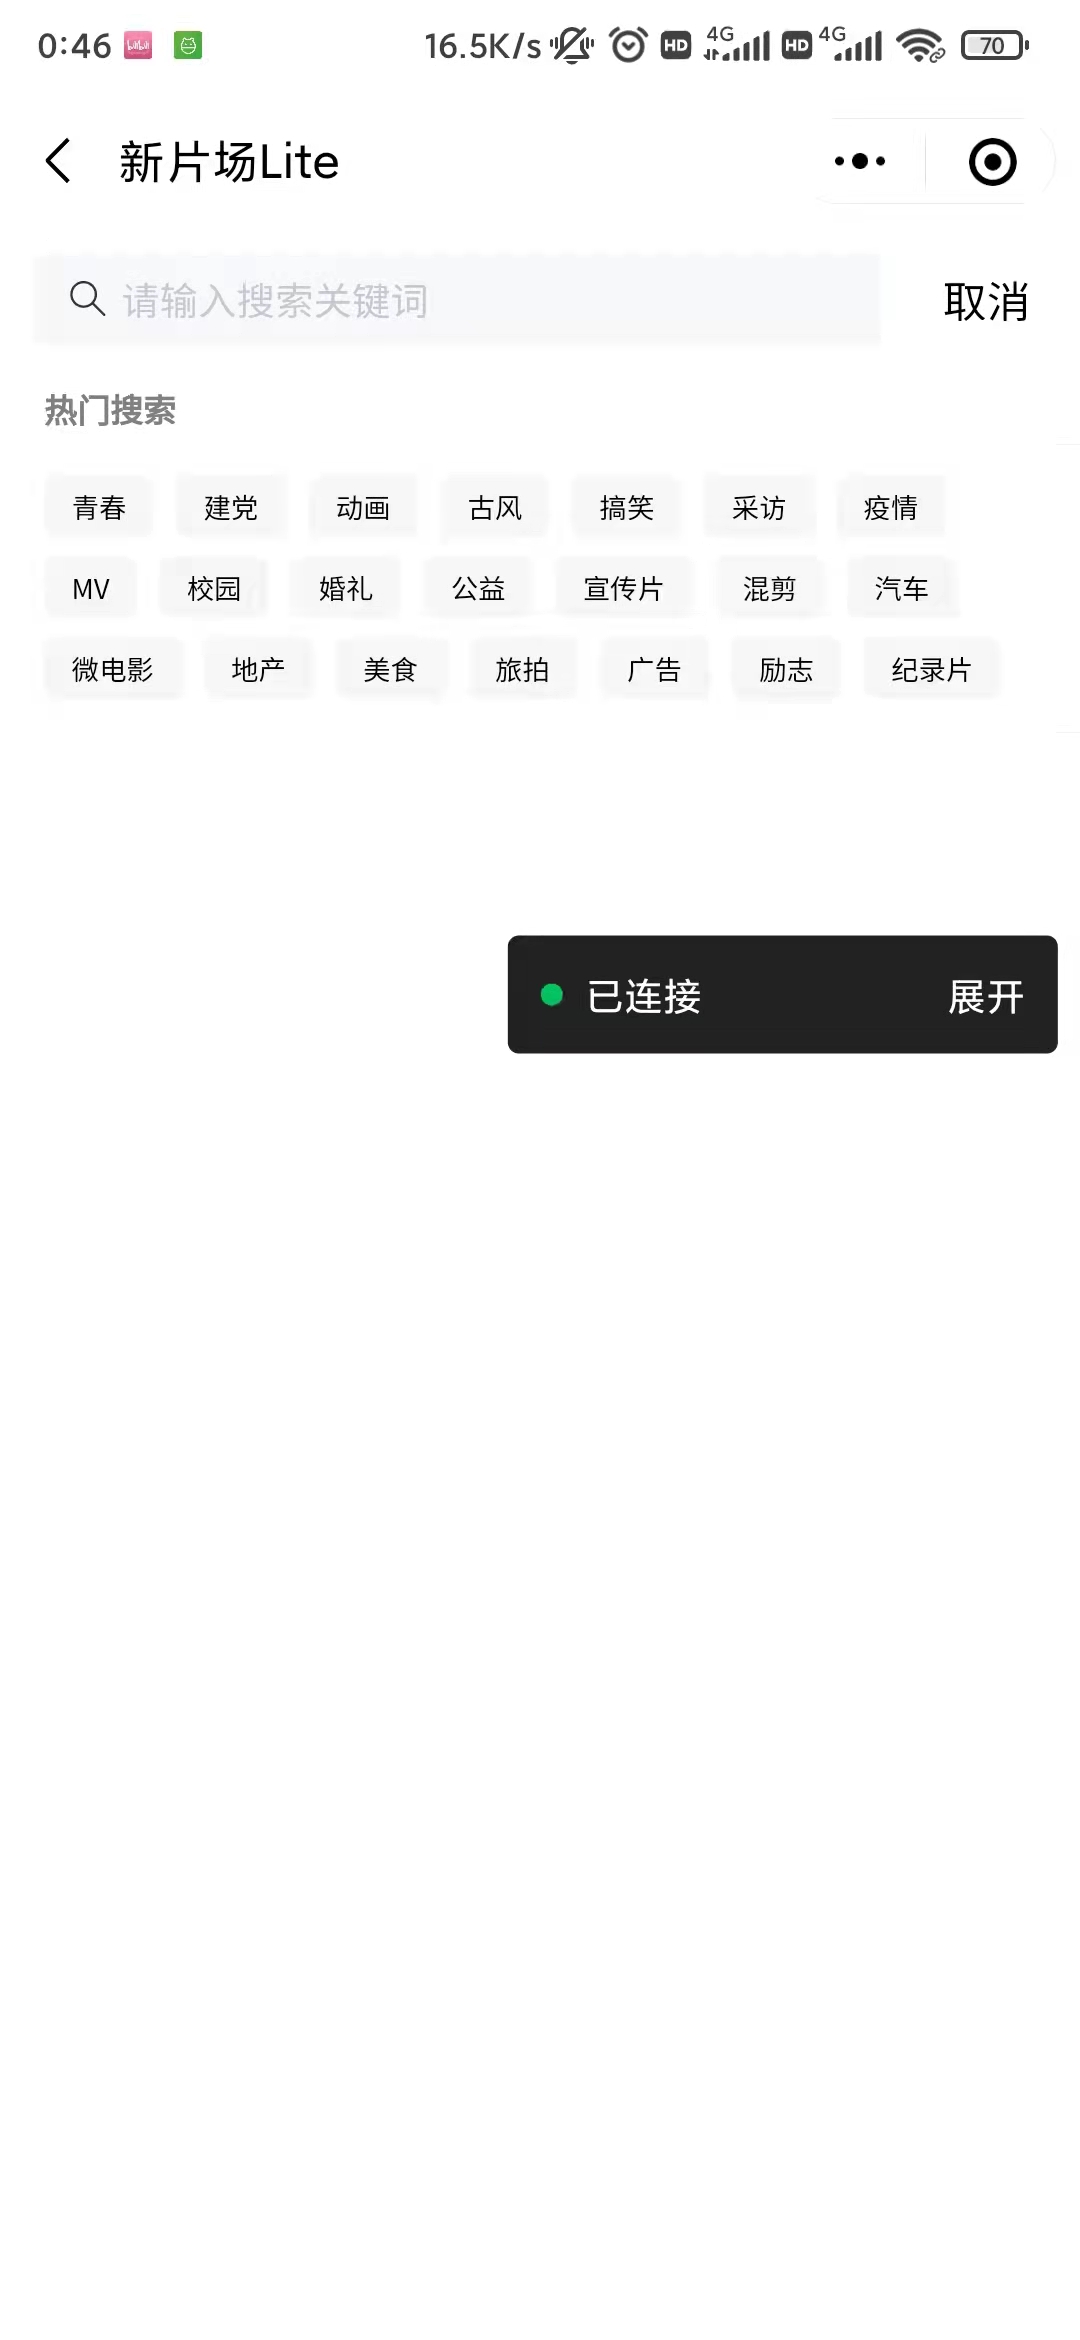 0:46 16.5K/s HD 4G HD 4G 70
新片场Lite
请输入搜索关键词 取消
热门搜索
青春 建党 动画 古风 搞笑 采访 疫情
MV 校园 婚礼 公益 宣传片 混剪 汽车
微电影 地产 美食 旅拍 广告 励志 纪录片
已连接 展开